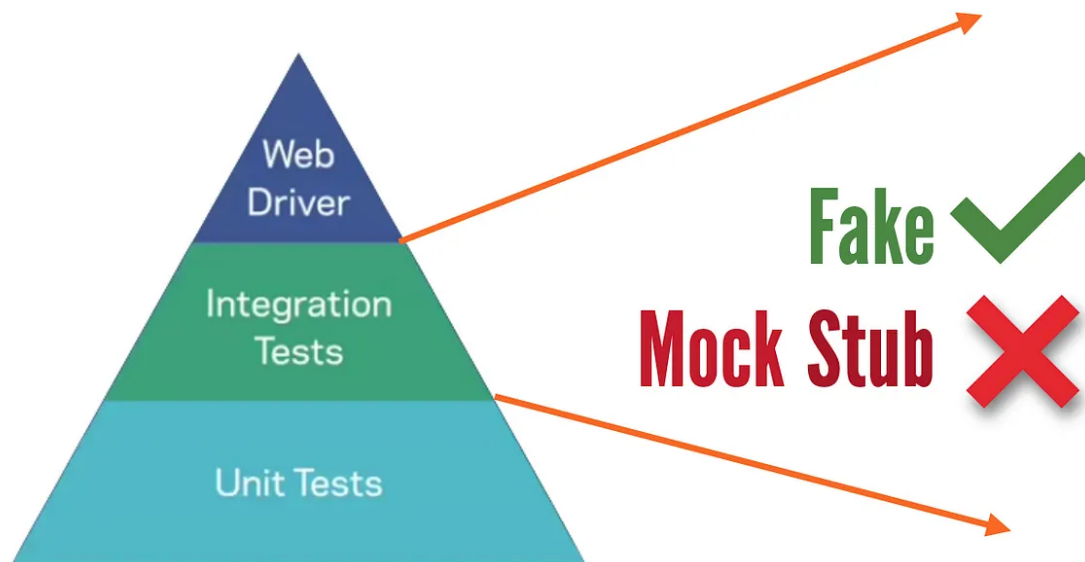 Web
Driver
Integration
Tests
Unit Tests
Fake
Mock Stub